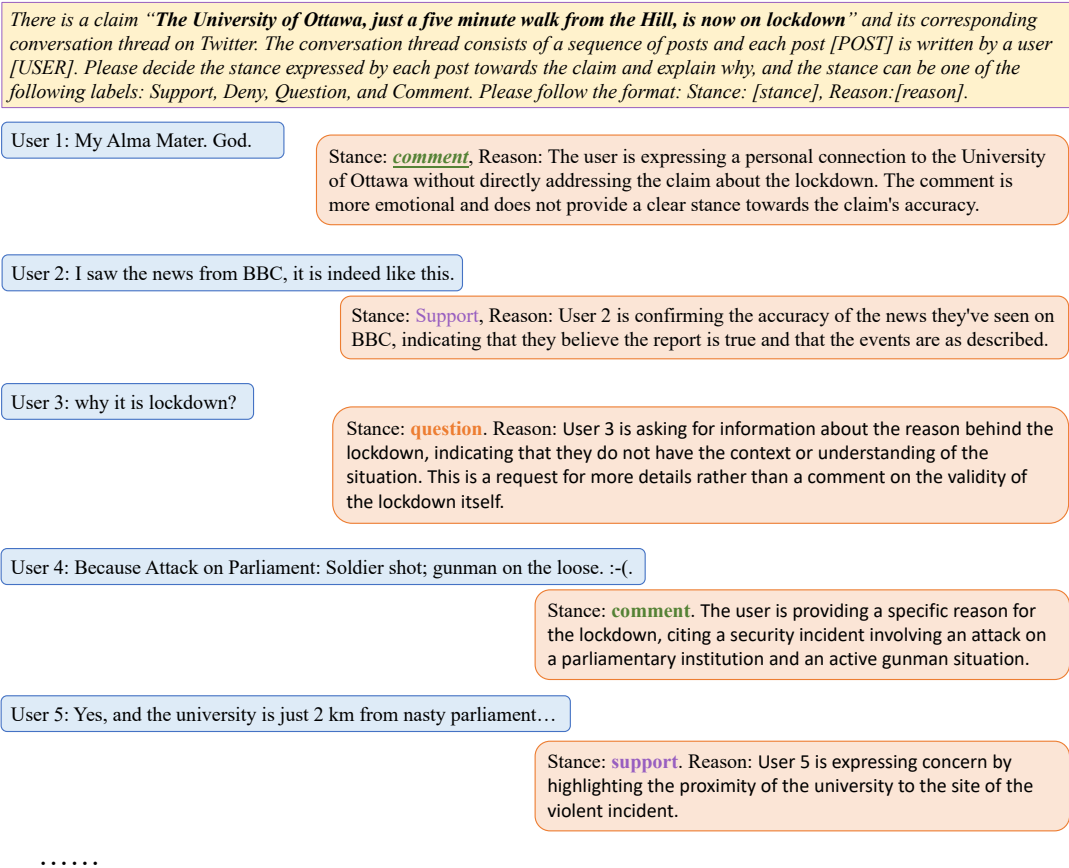 There is a claim “The University of Ottawa, just a five minute walk from the Hill, is now on lockdown” and its corresponding
conversation thread on Twitter. The conversation thread consists of a sequence of posts and each post [POST] is written by a user
[USER]. Please decide the stance expressed by each post towards the claim and explain why, and the stance can be one of the
following labels: Support, Deny, Question, and Comment. Please follow the format: Stance: [stance], Reason:[reason].
User 1: My Alma Mater. God.
Stance: comment, Reason: The user is expressing a personal connection to the University
of Ottawa without directly addressing the claim about the lockdown. The comment is
more emotional and does not provide a clear stance towards the claim's accuracy.
User 2: I saw the news from BBC, it is indeed like this.
Stance: Support, Reason: User 2 is confirming the accuracy of the news they've seen on
BBC, indicating that they believe the report is true and that the events are as described.
User 3: why it is lockdown?
Stance: question. Reason: User 3 is asking for information about the reason behind the
lockdown, indicating that they do not have the context or understanding of the
situation. This is a request for more details rather than a comment on the validity of
the lockdown itself.
User 4: Because Attack on Parliament: Soldier shot; gunman on the loose. :-(.
Stance: comment. The user is providing a specific reason for
the lockdown, citing a security incident involving an attack on
a parliamentary institution and an active gunman situation.
User 5: Yes, and the university is just 2 km from nasty parliament…
Stance: support. Reason: User 5 is expressing concern by
highlighting the proximity of the university to the site of the
violent incident.
……